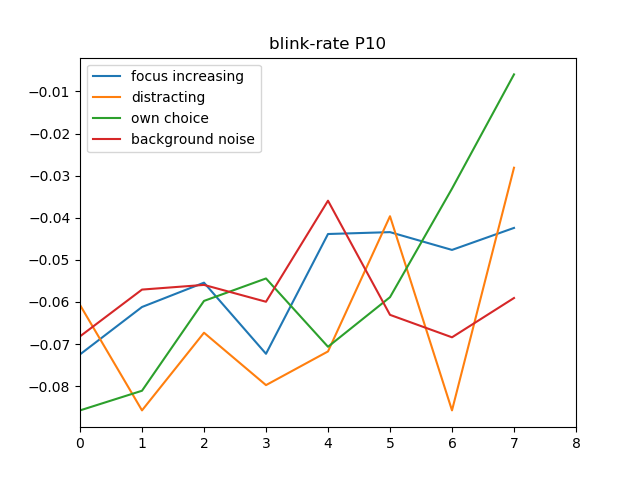 blink-rate P10
focus increasing
distracting
own choice
background noise
−0.01
−0.02
−0.03
−0.04
−0.05
−0.06
−0.07
−0.08
0 1 2 3 4 5 6 7 8